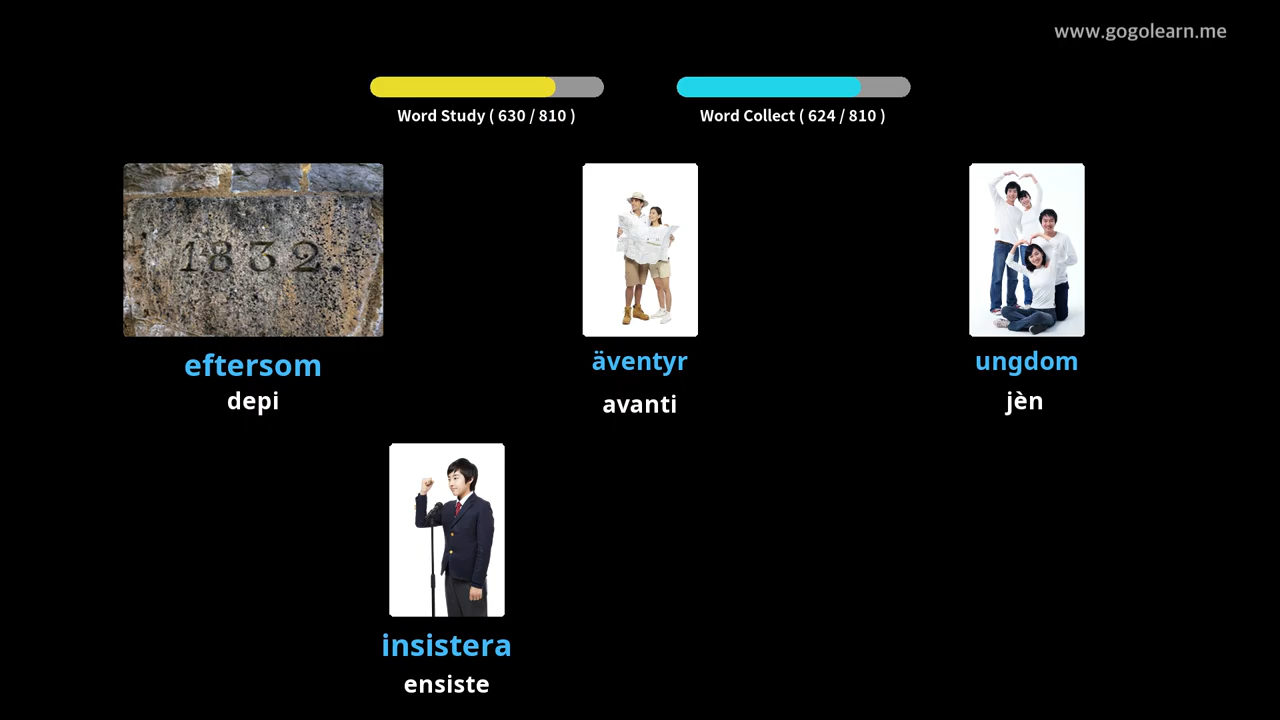 www.gogolearn.me
Word Study ( 630 / 810 )
Word Collect ( 624 / 810 )
1832.
eftersom
depi
äventyr
avanti
ungdom
jèn
insistera
ensiste